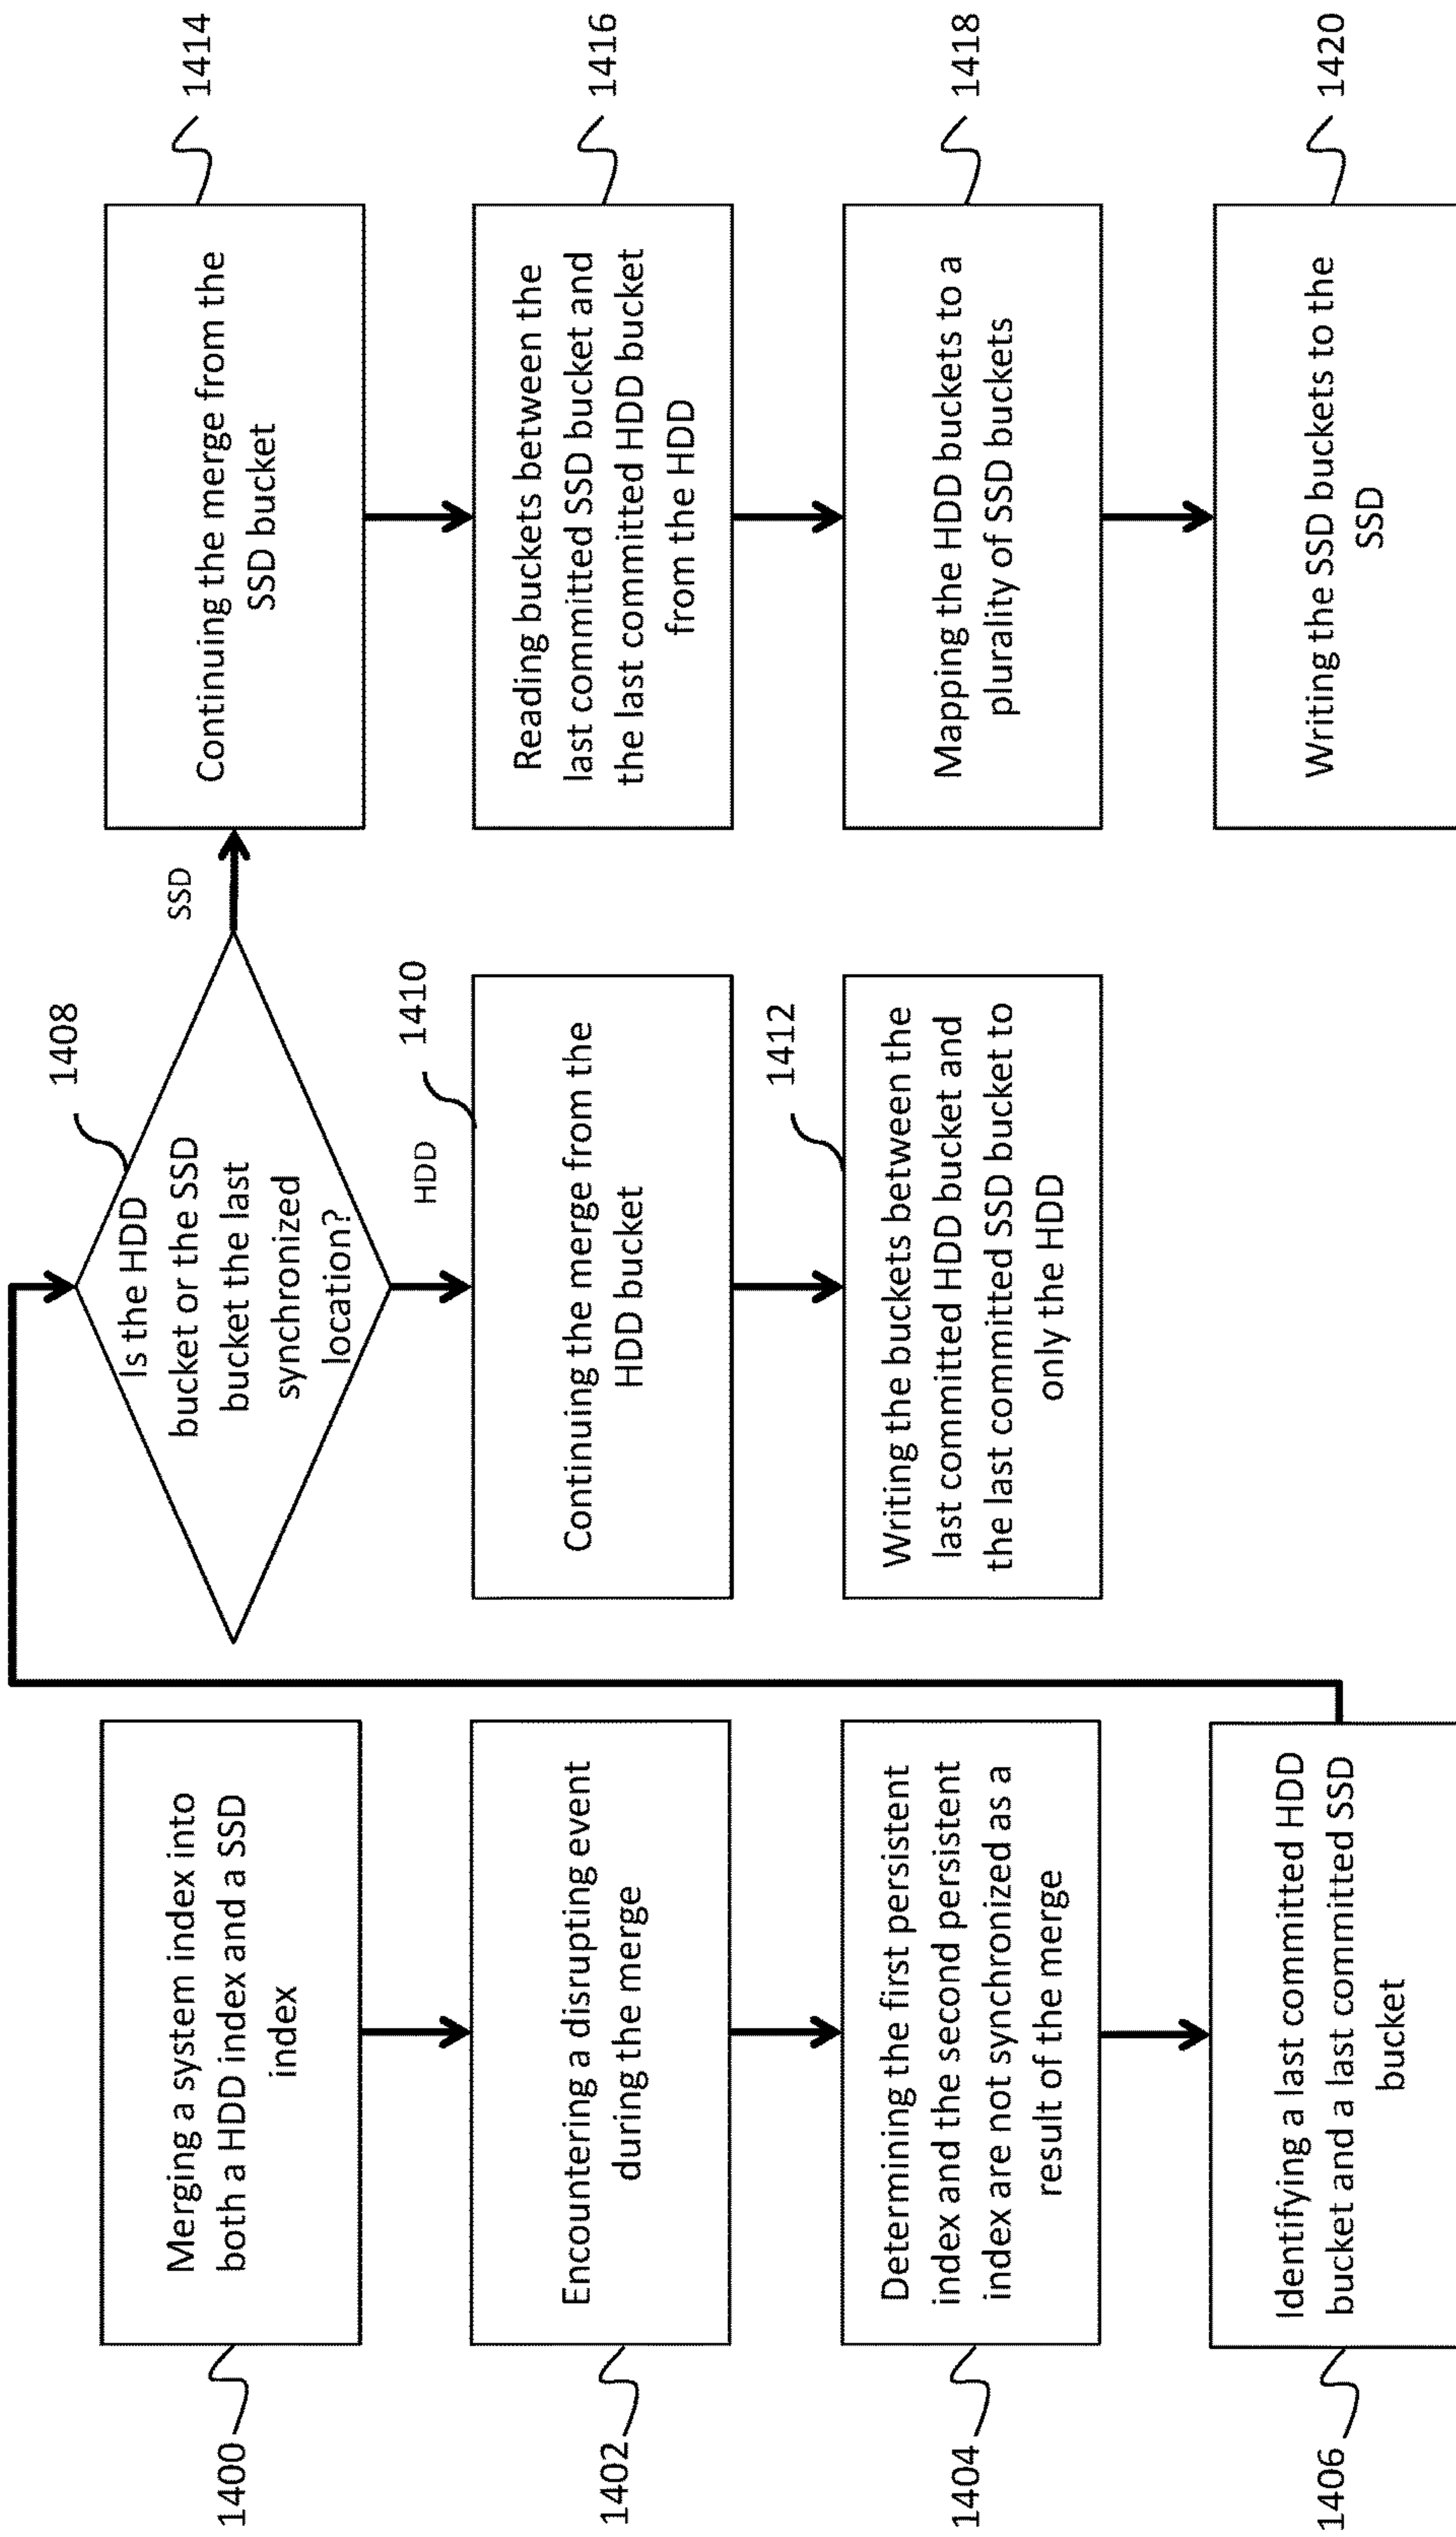 1400
Merging a system index into
both a HDD index and a SSD
index
1402
Encountering a disrupting event
during the merge
1404
Determining the first persistent
index and the second persistent
index are not synchronized as a
result of the merge
1406
Identifying a last committed HDD
bucket and a last committed SSD
bucket
1408
Is the HDD
bucket or the SSD
bucket the last
synchronized
location?
HDD
1410
Continuing the merge from the
HDD bucket
1412
Writing the buckets between the
last committed HDD bucket and
the last committed SSD bucket to
only the HDD
SSD
1414
Continuing the merge from the
SSD bucket
1416
Reading buckets between the
last committed SSD bucket and
the last committed HDD bucket
from the HDD
1418
Mapping the HDD buckets to a
plurality of SSD buckets
1420
Writing the SSD buckets to the
SSD